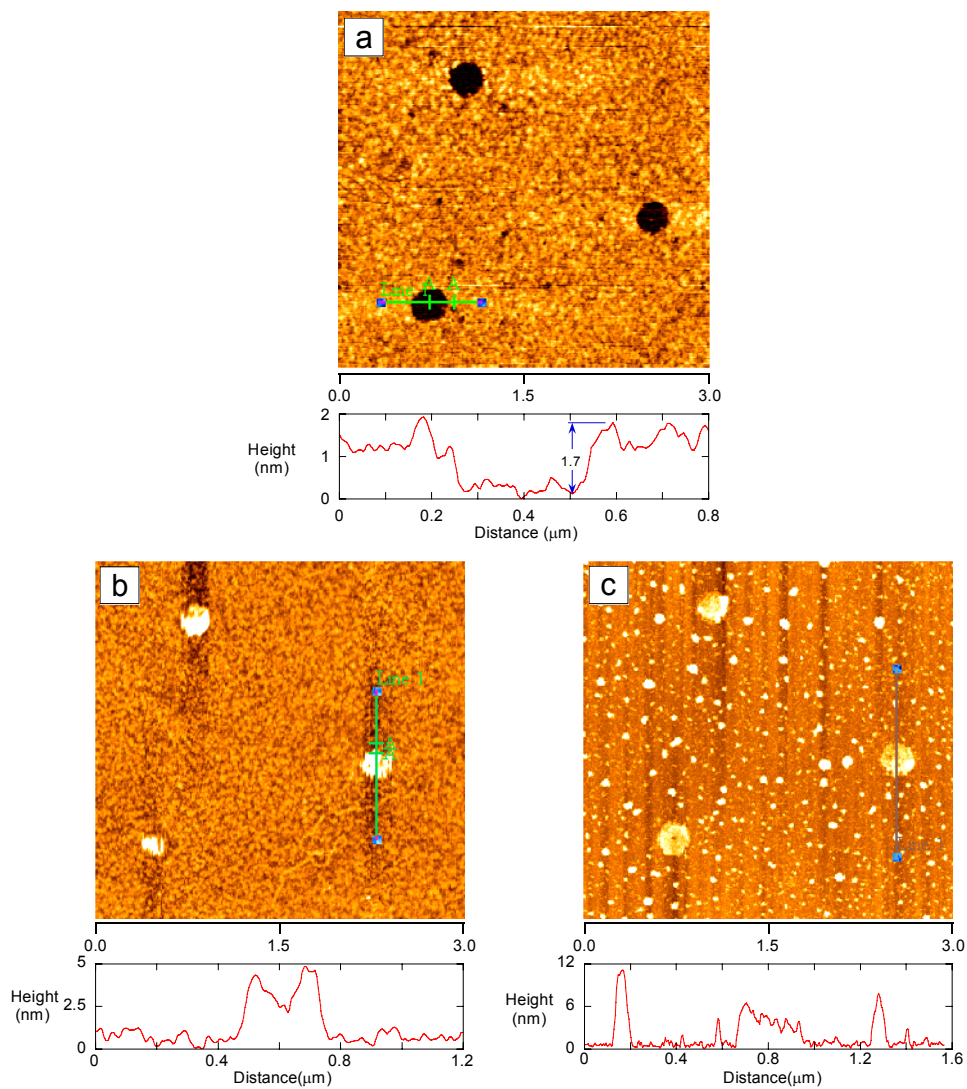 a
Line 1
A A
0.0 1.5 3.0
2
1
0
Height
(nm)
1.7
0 0.2 0.4 0.6 0.8
Distance (μm)
b
Line 1
0.0 1.5 3.0
5
2.5
0
Height
(nm)
0 0.4 0.8 1.2
Distance(μm)
c
Line 1
0.0 1.5 3.0
12
6
0
Height
(nm)
0 0.4 0.8 1.2 1.6
Distance(μm)